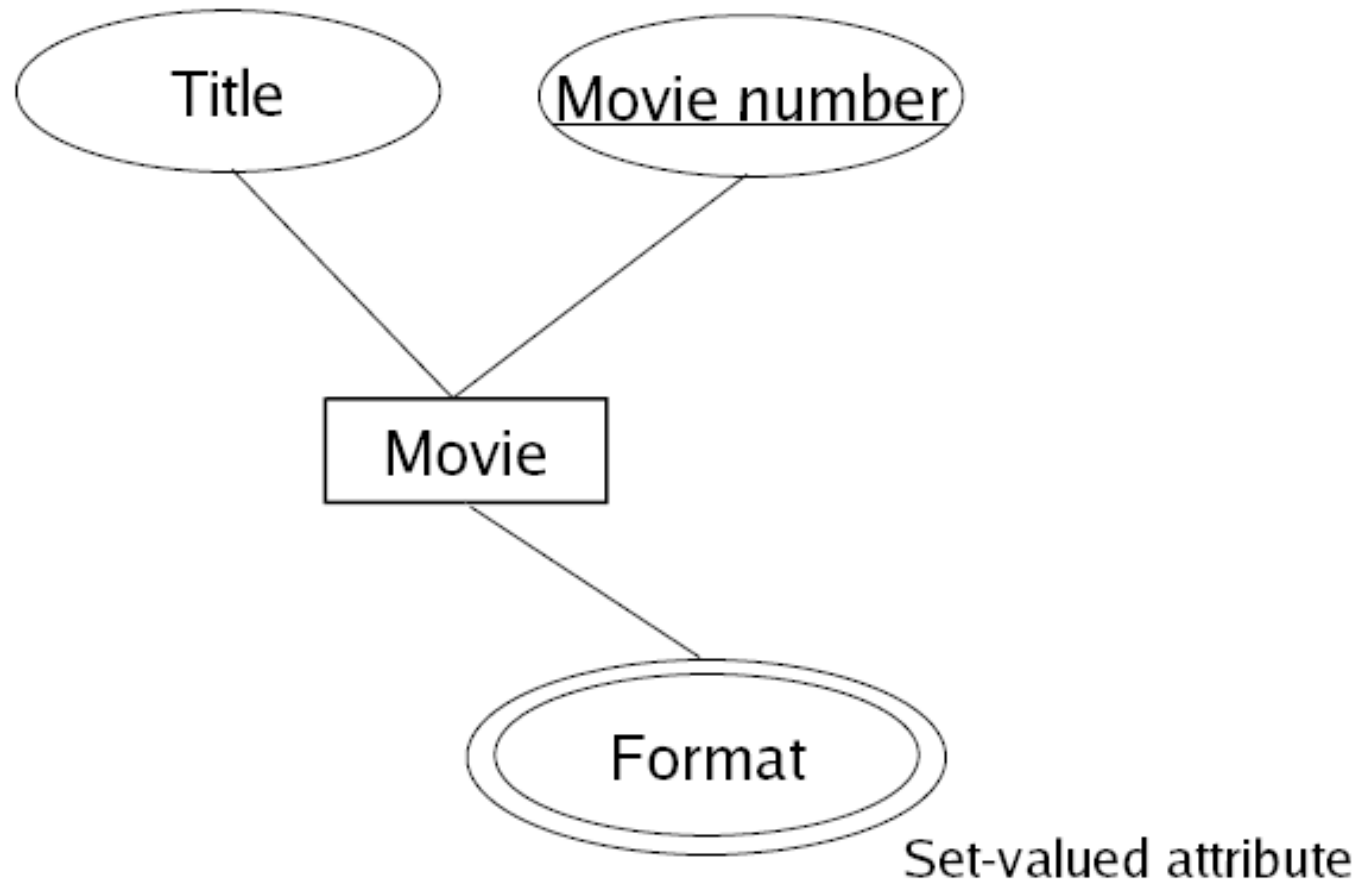 Title
Movie number
Movie
Format
Set-valued attribute